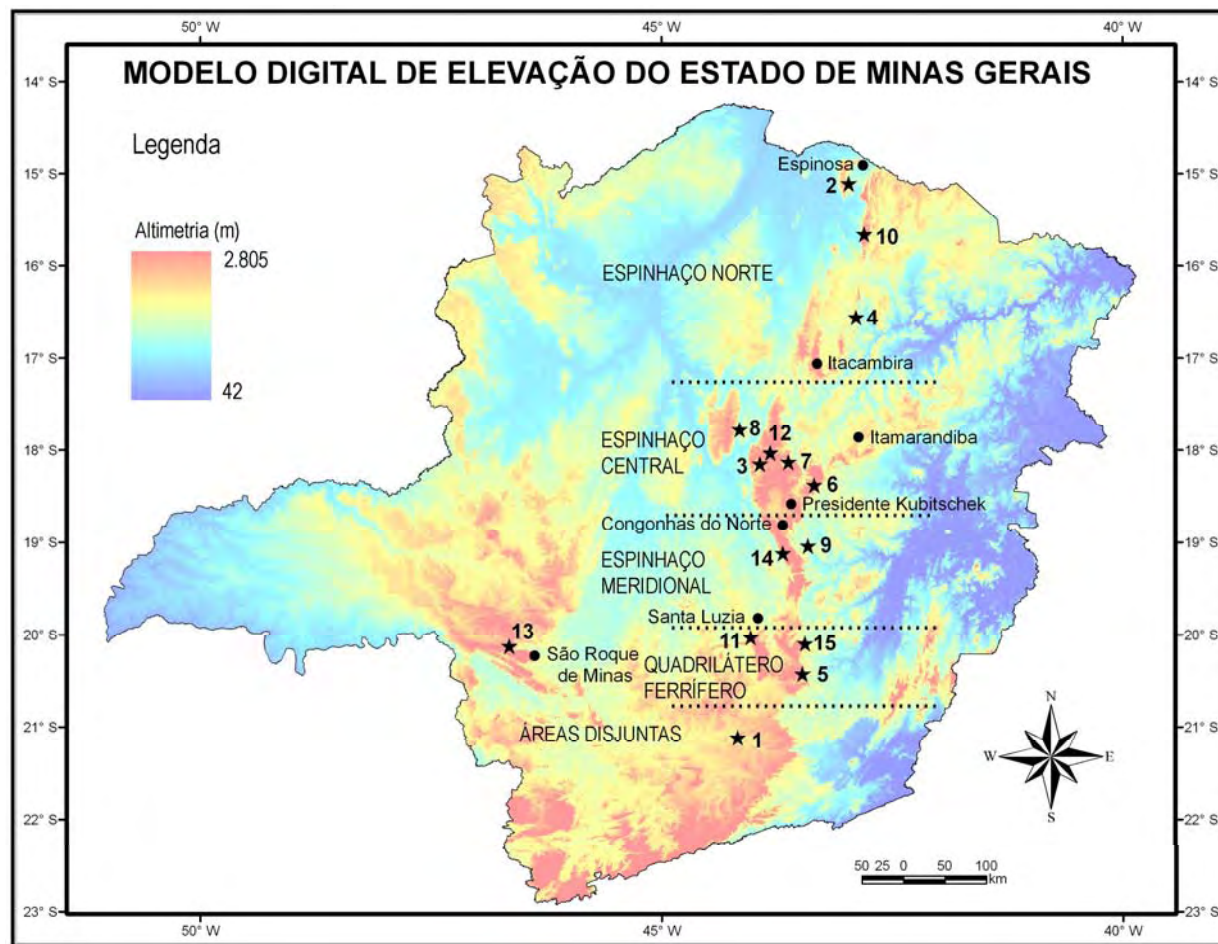 50° W 45° W 40° W
MODELO DIGITAL DE ELEVAÇÃO DO ESTADO DE MINAS GERAIS
14° S 14° S
Legenda
Altimetria (m)
2.805
42
15° S 15° S
Espinosa
2
10
16° S 16° S
ESPINHAÇO NORTE
4
17° S 17° S
Itacambira
8 12
Itamarandiba
18° S 18° S
ESPINHAÇO
CENTRAL
3 7
6
Presidente Kubitschek
Congonhas do Norte
19° S 19° S
14 9
ESPINHAÇO
MERIDIONAL
Santa Luzia
20° S 20° S
13
São Roque
de Minas
11 15
QUADRILÁTERO
FERRÍFERO
5
21° S 21° S
ÁREAS DISJUNTAS
1
N
W E
S
22° S 22° S
50 25 0 50 100
km
23° S 23° S
50° W 45° W 40° W